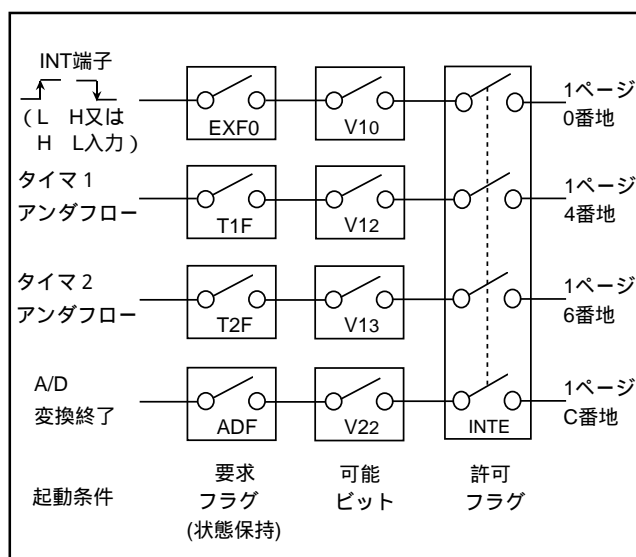 INT端子
(L H又は
H L入力)
EXF0
V10
1ページ
0番地
タイマ1
アンダフロー
T1F
V12
1ページ
4番地
タイマ2
アンダフロー
T2F
V13
1ページ
6番地
A/D
変換終了
ADF
V22
INTE
1ページ
C番地
起動条件
要求
フラグ
(状態保持)
可能
ビット
許可
フラグ